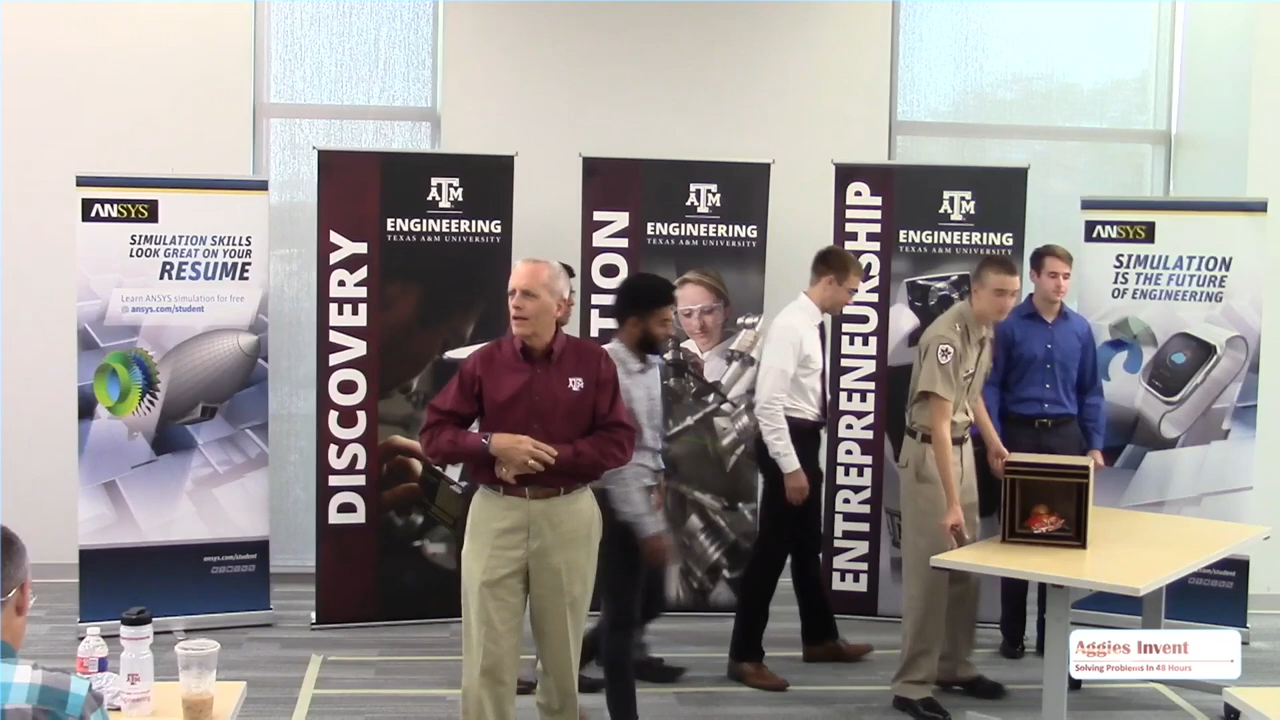 ANSYS
SIMULATION SKILLS
LOOK GREAT ON YOUR
RESUME
Learn ANSYS simulation for free
@ ansys.com/student
ansys.com/student
DISCOVERY
ATM
ENGINEERING
TEXAS A&M UNIVERSITY
ATM
TION
ATM
ENGINEERING
TEXAS A&M UNIVERSITY
ENTREPRENEURSHIP
ATM
ENGINEERING
TEXAS A&M UNIVERSITY
ANSYS
SIMULATION
IS THE FUTURE
OF ENGINEERING
Aggies Invent
Solving Problems In 48 Hours